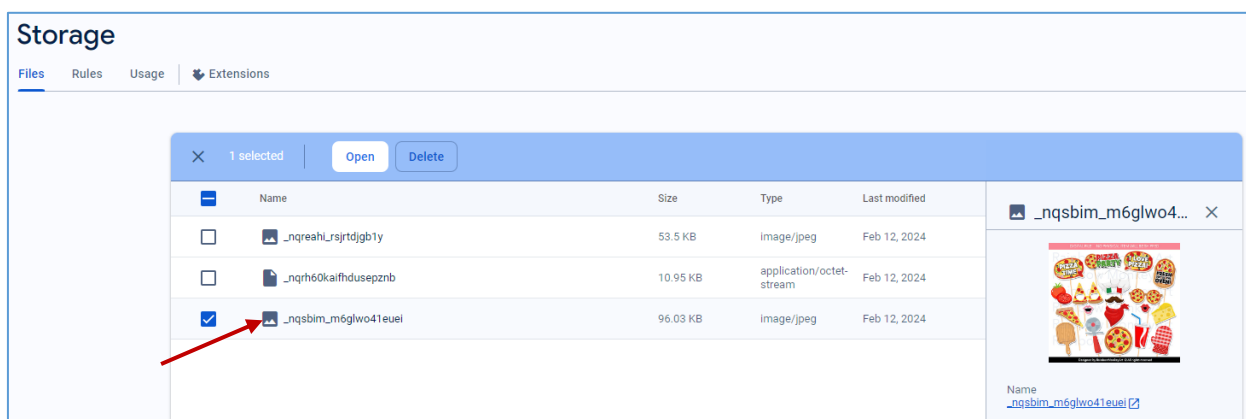 Storage
Files Rules Usage Extensions
1 selected Open Delete
Name Size Type Last modified
_nqreahi_rsjrtdjgb1y 53.5 KB image/jpeg Feb 12, 2024
_nqrh60kaifhdusepznb 10.95 KB application/octet-
stream Feb 12, 2024
_nqsbim_m6glwo41euei 96.03 KB image/jpeg Feb 12, 2024
_nqsbim_m6glwo4...
PIZZA
PARTY
Name
_nqsbim_m6glwo41euei